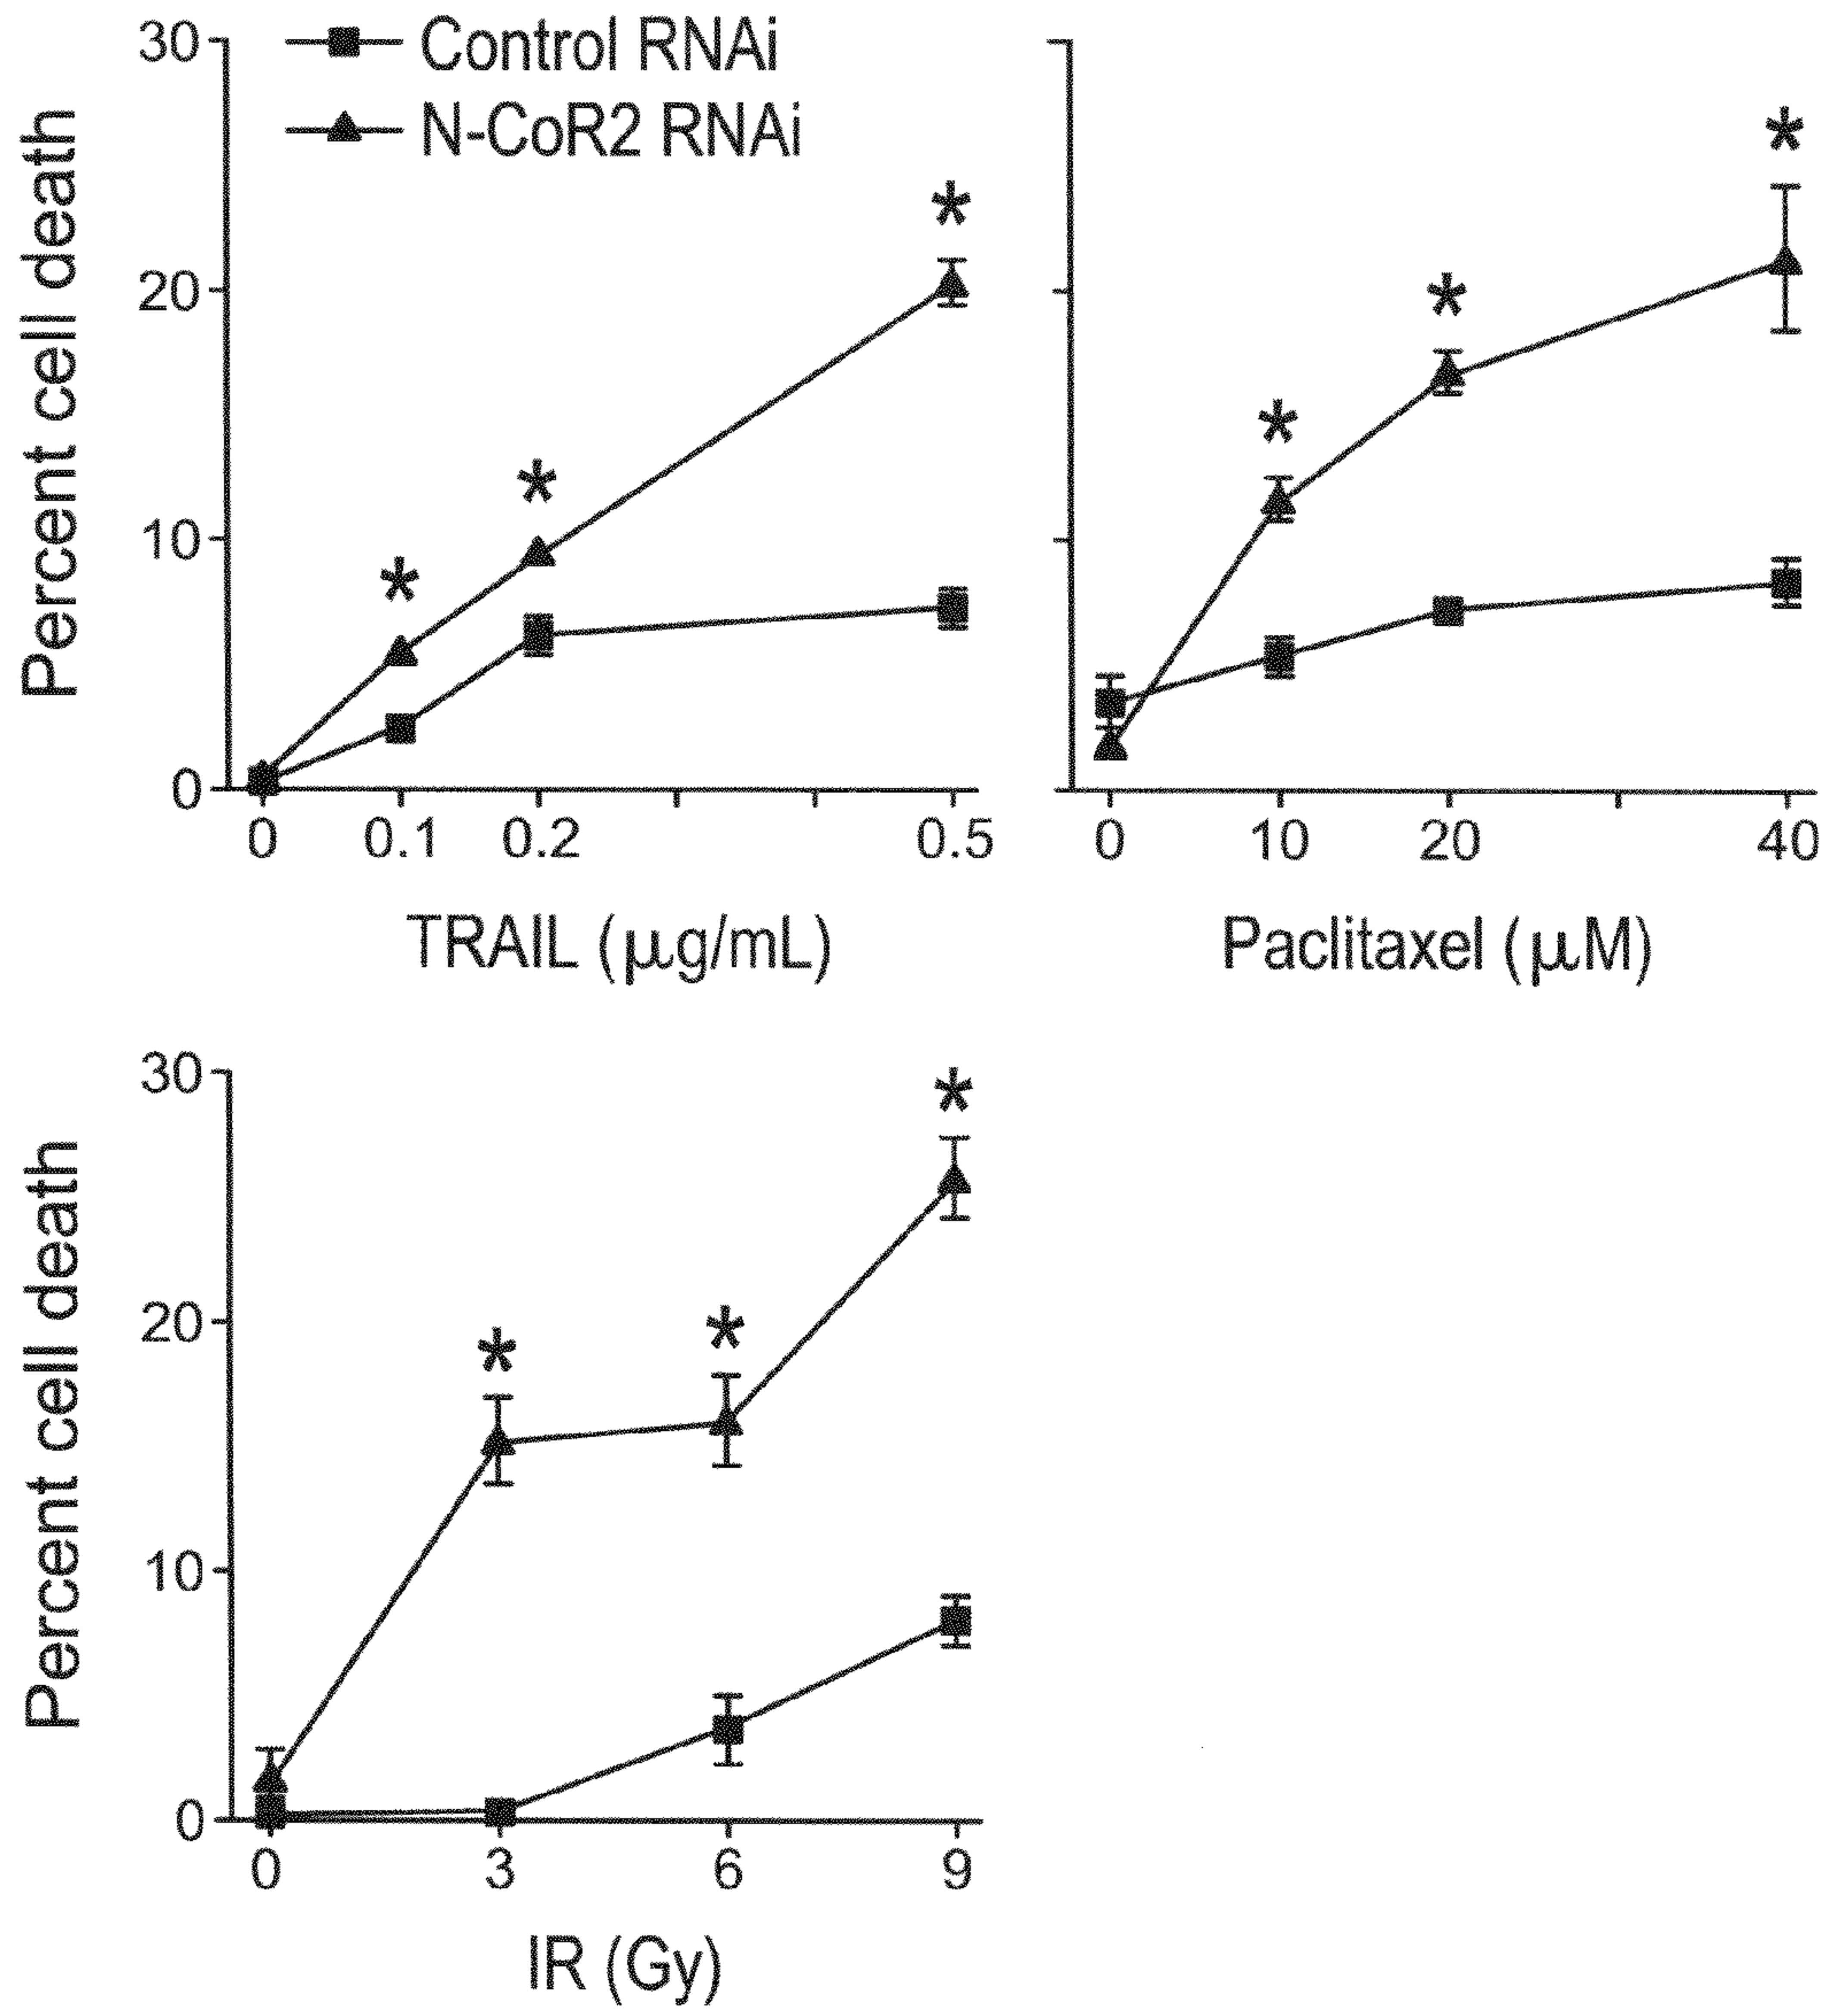 Control RNAi
N-CoR2 RNAi
Percent cell death
30
20
10
0
* * *
0 0.1 0.2 0.5
TRAIL (μg/mL)
* * *
0 10 20 40
Paclitaxel (μM)
Percent cell death
30
20
10
0
* * *
0 3 6 9
IR (Gy)